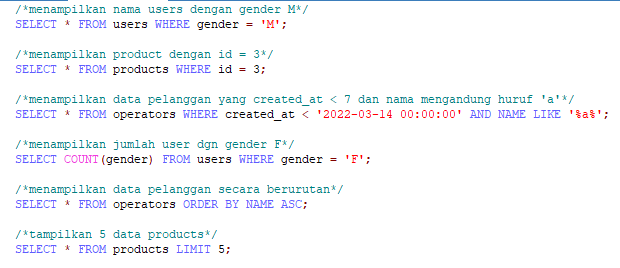 /*menampilkan nama users dengan gender M*/
SELECT * FROM users WHERE gender = 'M';
/*menampilkan product dengan id = 3*/
SELECT * FROM products WHERE id = 3;
/*menampilkan data pelanggan yang created_at < 7 dan nama mengandung huruf 'a'*/
SELECT * FROM operators WHERE created_at < '2022-03-14 00:00:00' AND NAME LIKE '%a%';
/*menampilkan jumlah user dgn gender F*/
SELECT COUNT(gender) FROM users WHERE gender = 'F';
/*menampilkan data pelanggan secara berurutan*/
SELECT * FROM operators ORDER BY NAME ASC;
/*tampilkan 5 data products*/
SELECT * FROM products LIMIT 5;